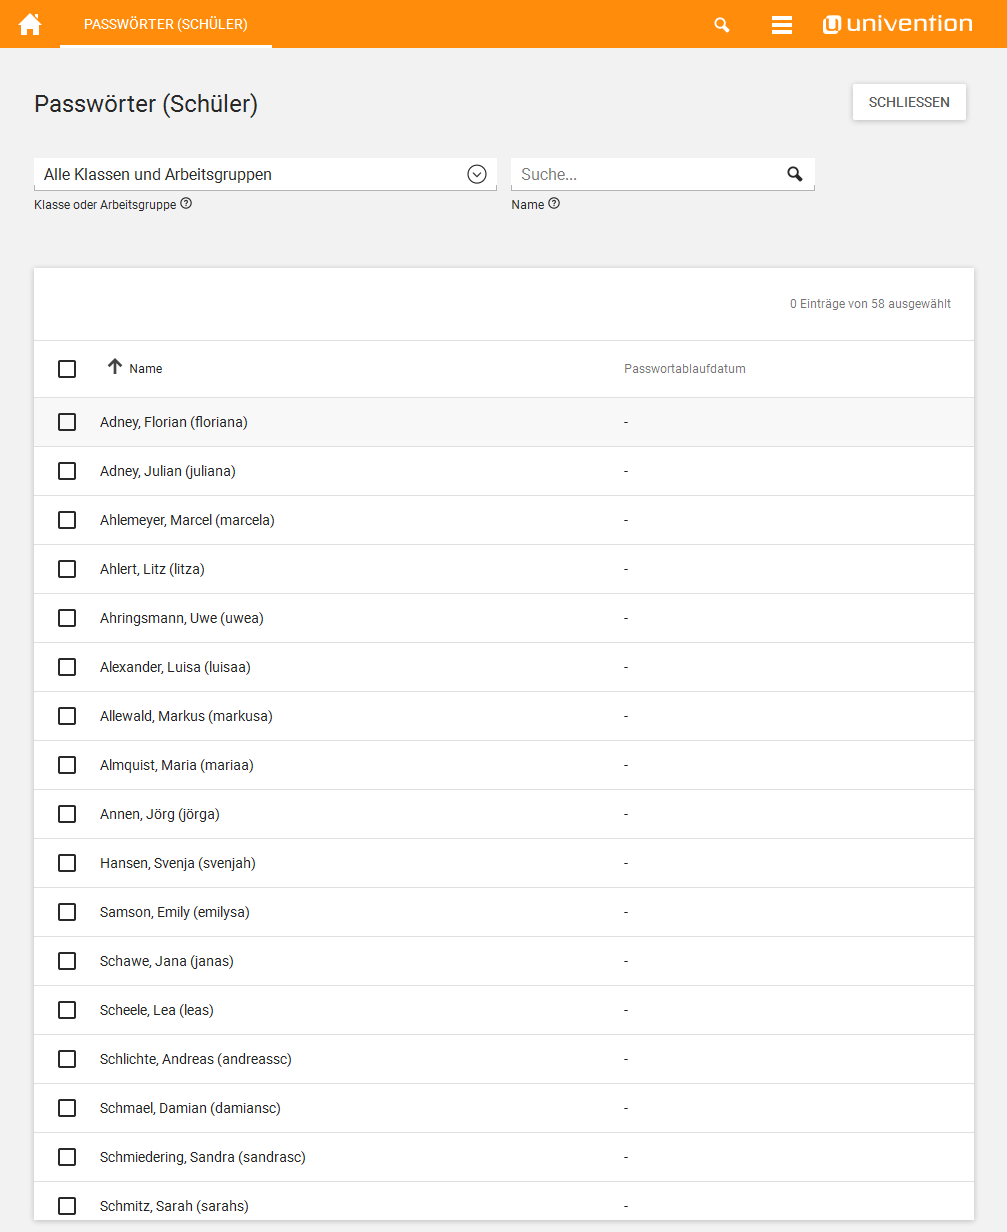 PASSWÖRTER (SCHÜLER)
univention
Passwörter (Schüler)
SCHLIESSEN
Alle Klassen und Arbeitsgruppen
Suche...
Klasse oder Arbeitsgruppe
Name
0 Einträge von 58 ausgewählt
Name Passwortablaufdatum
Adney, Florian (floriana) -
Adney, Julian (juliana) -
Ahlemeyer, Marcel (marcela) -
Ahlert, Litz (litza) -
Ahringsmann, Uwe (uwea) -
Alexander, Luisa (luisaa) -
Allewald, Markus (markusa) -
Almquist, Maria (mariaa) -
Annen, Jörg (jörga) -
Hansen, Svenja (svenjah) -
Samson, Emily (emilysa) -
Schawe, Jana (janas) -
Scheele, Lea (leas) -
Schlichte, Andreas (andreassc) -
Schmael, Damian (damiansc) -
Schmiedering, Sandra (sandrasc) -
Schmitz, Sarah (sarahs) -